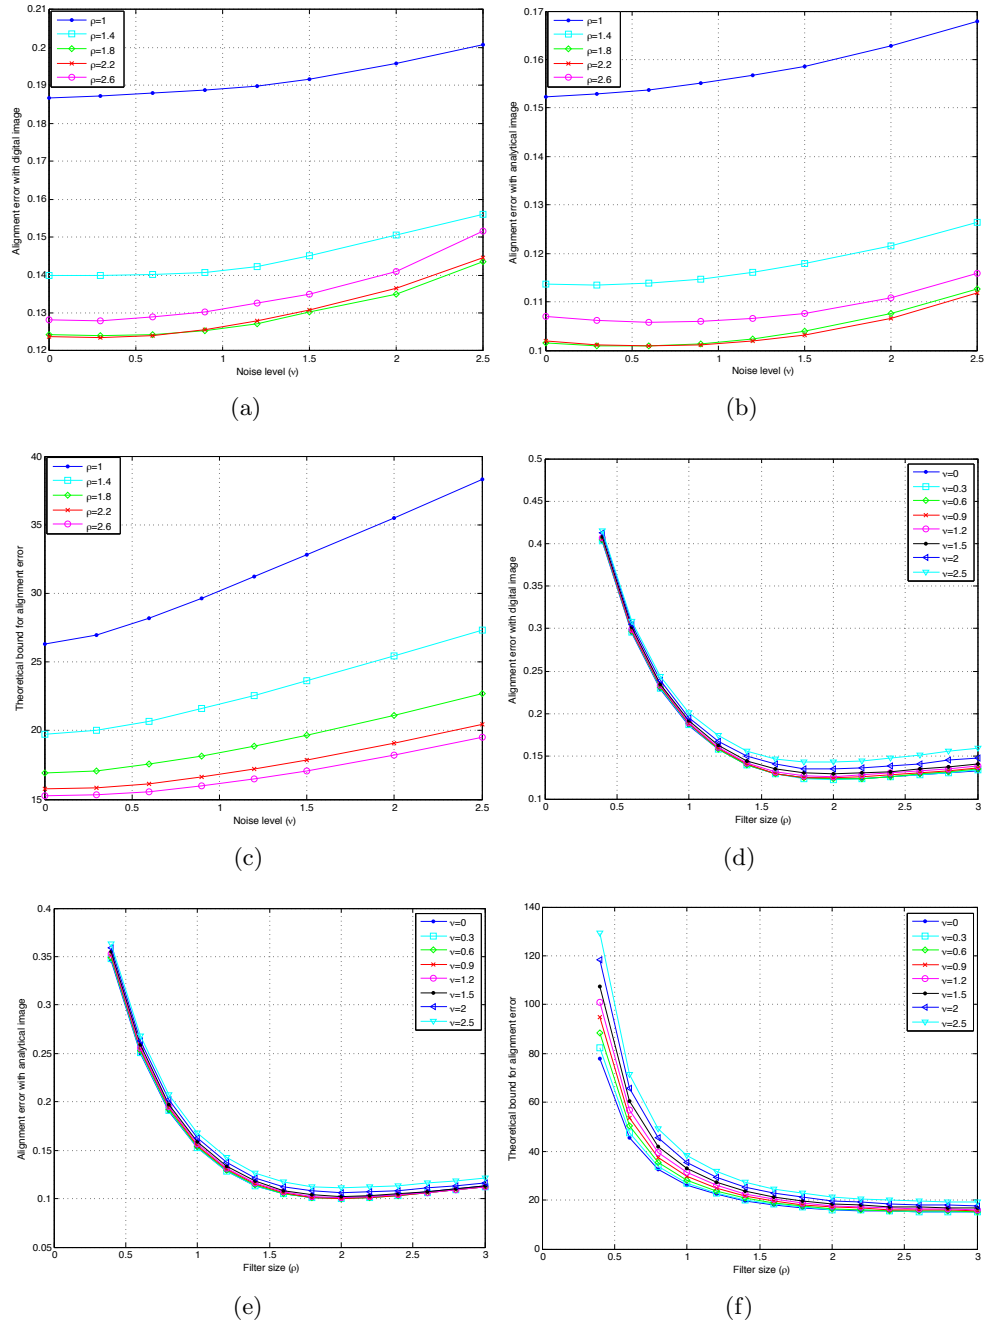 0.21
0.2
0.19
0.18
0.17
0.16
0.15
0.14
0.13
0.12
Alignment error with digital image
ρ=1
ρ=1.4
ρ=1.8
ρ=2.2
ρ=2.6
0 0.5 1 1.5 2 2.5
Noise level (ν)
(a)
0.17
0.16
0.15
0.14
0.13
0.12
0.11
0.1
Alignment error with analytical image
ρ=1
ρ=1.4
ρ=1.8
ρ=2.2
ρ=2.6
0 0.5 1 1.5 2 2.5
Noise level (ν)
(b)
40
35
30
25
20
15
Theoretical bound for alignment error
ρ=1
ρ=1.4
ρ=1.8
ρ=2.2
ρ=2.6
0 0.5 1 1.5 2 2.5
Noise level (ν)
(c)
0.5
0.45
0.4
0.35
0.3
0.25
0.2
0.15
0.1
Alignment error with digital image
ν=0
ν=0.3
ν=0.6
ν=0.9
ν=1.2
ν=1.5
ν=2
ν=2.5
0 0.5 1 1.5 2 2.5 3
Filter size (ρ)
(d)
0.4
0.35
0.3
0.25
0.2
0.15
0.1
0.05
Alignment error with analytical image
ν=0
ν=0.3
ν=0.6
ν=0.9
ν=1.2
ν=1.5
ν=2
ν=2.5
0 0.5 1 1.5 2 2.5 3
Filter size (ρ)
(e)
140
120
100
80
60
40
20
0
Theoretical bound for alignment error
ν=0
ν=0.3
ν=0.6
ν=0.9
ν=1.2
ν=1.5
ν=2
ν=2.5
0 0.5 1 1.5 2 2.5 3
Filter size (ρ)
(f)